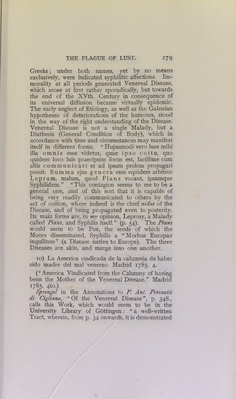 THE PLAGUE OF LUST. 279
Greeks; under both names, yet by no means
exclusively, were indicated syphilitic affections. Im-
morality at all periods generated Venereal Disease,
which arose at first rather sporadically, but towards
the end of the XVth. Century in consequence of
its universal diffusion became virtually epidemic.
The early neglect of Etiology, as well as the Galenian
hypotheses of deteriorations of the humours, stood
in the way of the right understanding of the Disease.
Venereal Disease is not a single Malady, but a
Diathesis (General Condition of Body), which in
accordance with time and circumstances may manifest
itself in different forms. "Huiusmodi vero lues mihi
illa omnis esse videtur, quae ipso coitu, quo
quidem loco huic praecipuus focus est, facillime cum
aliis communicari et ad ipsam prolem propagari
possit. Summa eius genera esse equidem arbitror
Lepram, malum, quod Pians vocant, ipsamque
Syphilidem." "This contagion seems to me to be a
general one, and of this sort that it is capable of
being very readily communicated to others by the
act of coition, whose indeed is the chief nidus of the
Disease, and of being propagated even to posterity.
Its main forms are, in my opinion, Leprosy, a Malady
called Pians, and Syphilis itself." (p. 54). The Pians
would seem to be Pox, the seeds of which the
Moors disseminated, Syphilis a "Morbus Europae
inquilinus" (a Disease native to Europe). The three
Diseases are akin, and merge into one another.
10) La America vindicada de la calumnia de haber
sido madre del mal venereo. Madrid 1785. 4.
("America Vindicated from the Calumny of having
been the Mother of the Venereal Disease." Madrid
1785. 4to.)
Sprengel in the Annotations to P. Ant. Perenotti
di Cigliano, "Of the Venereal Disease", p. 348.,
calls this Work, which would seem to be in the
University Library of Göttingen: "a well-written
Tract, wherein, from p. 34 onwards, it is demonstrated